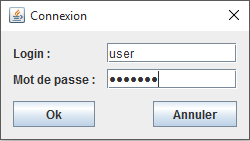 Connexion
Login : user
Mot de passe : •••••••
Ok Annuler